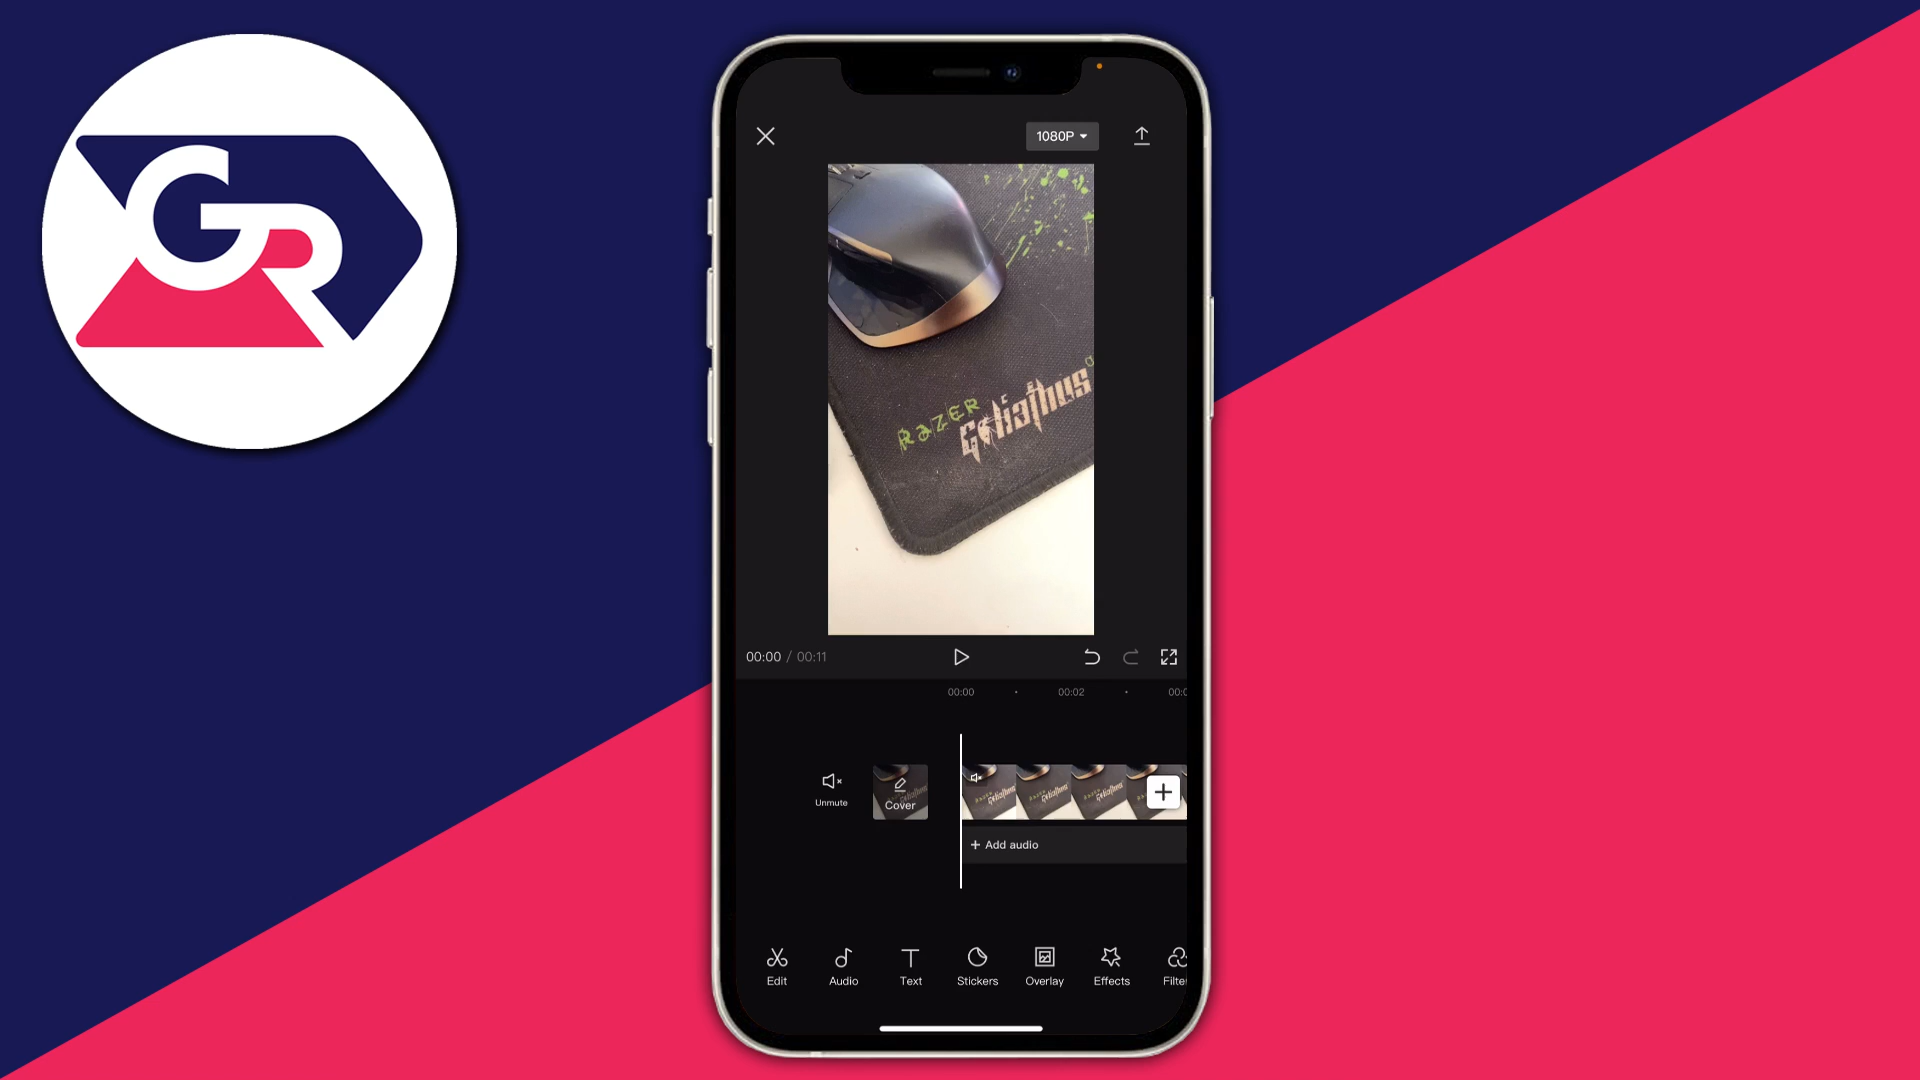 GR
1080P
RAZER
Goliathus
00:00 / 00:11
00:00 00:02
Unmute
Cover
+ Add audio
Edit Audio Text Stickers Overlay Effects